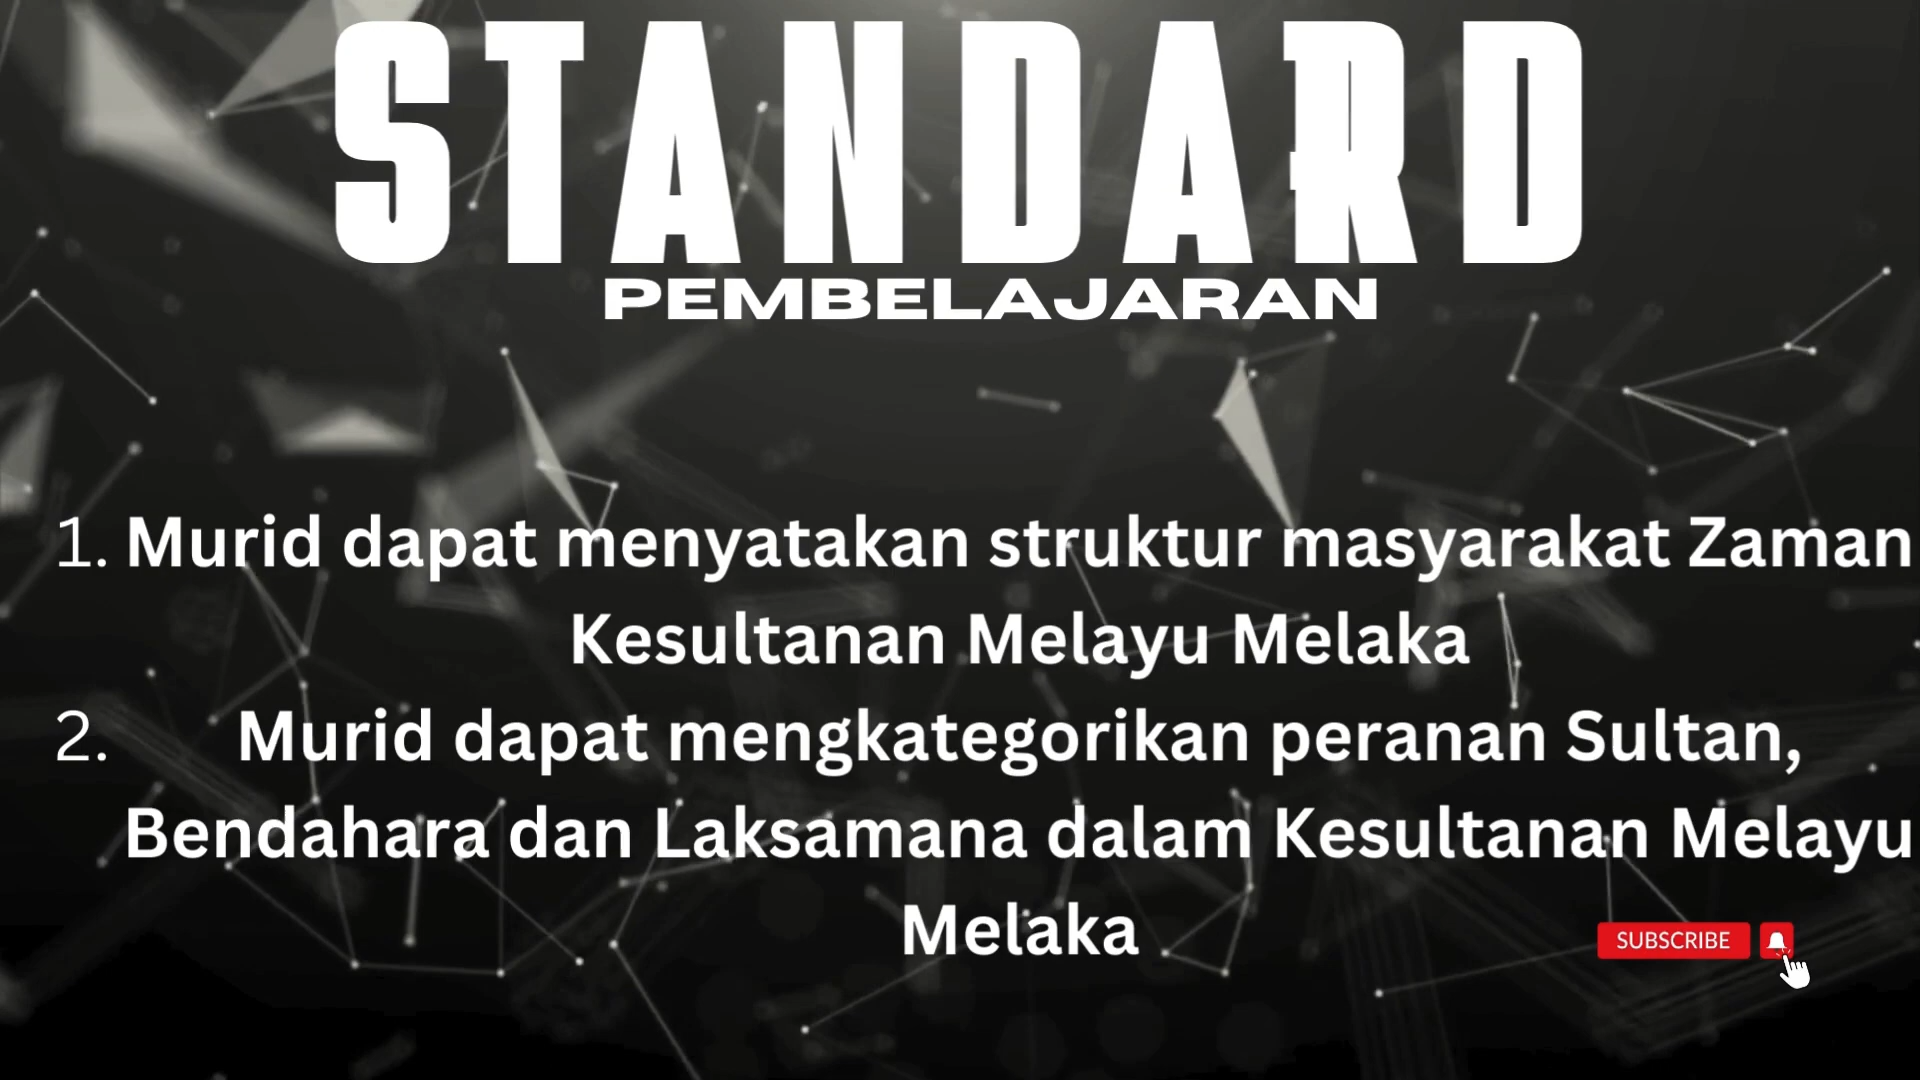 STANDARD
PEMBELAJARAN
1. Murid dapat menyatakan struktur masyarakat Zaman
Kesultanan Melayu Melaka
2. Murid dapat mengkategorikan peranan Sultan,
Bendahara dan Laksamana dalam Kesultanan Melayu
Melaka
SUBSCRIBE